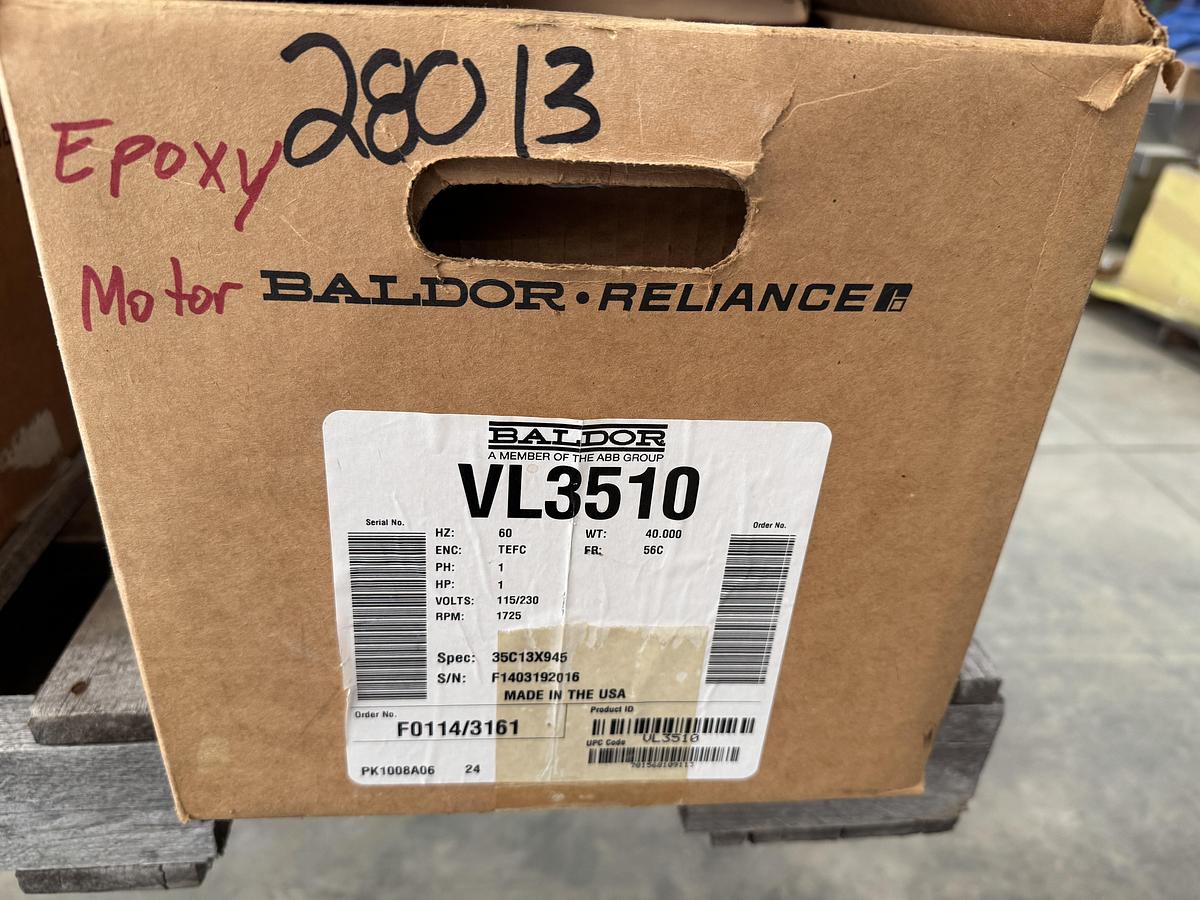 28013
Epoxy
Motor
BALDOR • RELIANCE
BALDOR
A MEMBER OF THE ABB GROUP
VL3510
Serial No.
Order No.
HZ: 60 WT: 40.000
ENC: TEFC FR: 56C
PH: 1
HP: 1
VOLTS: 115/230
RPM: 1725
Spec: 35C13X945
S/N: F1403192016
MADE IN THE USA
Order No.
F0114/3161
Product ID
VL3510
UPC Code
PK1008A06 24